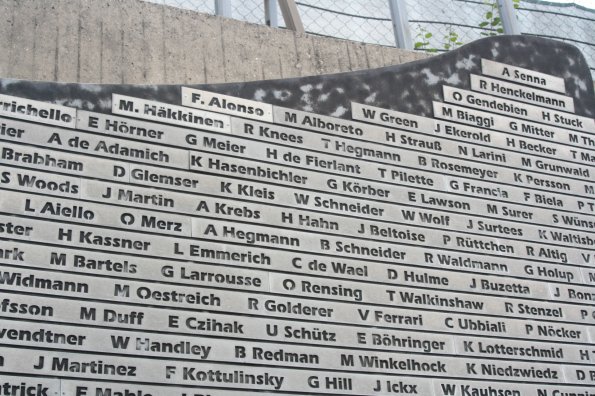 A Senna
R Henckelmann
F. Alonso O Gendebien H Stuck
M. Häkkinen M Alboreto W Green M Biaggi G Mitter M
E Hörner G Meier R Knees T Hegmann H Strauß J Ekerold H Becker T
A de Adamich H de Fierlant T Pilette B Rosemeyer N Larini M Grunwald
Brabham D Glemser K Hasenbichler G Körber E Lawson G Francia K Persson M
S Woods J Martin K Kleis W Schneider W Wolf M Surer F Biela P
L Aiello O Merz A Krebs H Hahn J Beltoise P Rüttchen J Surtees S
H Kassner L Emmerich A Hegmann B Schneider R Waldmann R Altig K
M Bartels G Larrousse C de Wael D Hulme J Buzetta G Holup M
Widmann M Oestreich R Golderer O Rensing T Walkinshaw R Stenzel J
M Duff E Czihak U Schütz V Ferrari C Ubbiali P Nöcker
W Handley B Redman E Böhringer K Lotterschmid H
J Martinez F Kottulinsky G Hill M Winkelhock K Niedzwiedz D
J Ickx W Kauhsen